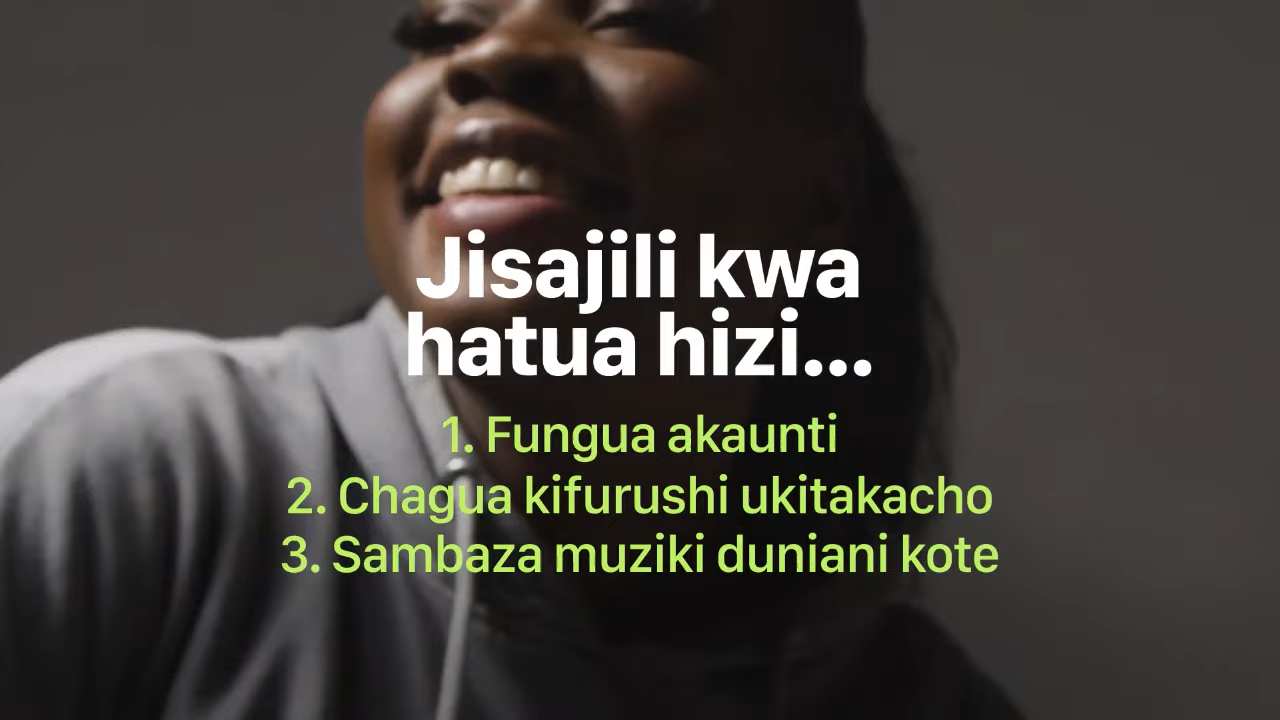 Jisajili kwa
hatua hizi...
1. Fungua akaunti
2. Chagua kifurushi ukitakacho
3. Sambaza muziki duniani kote